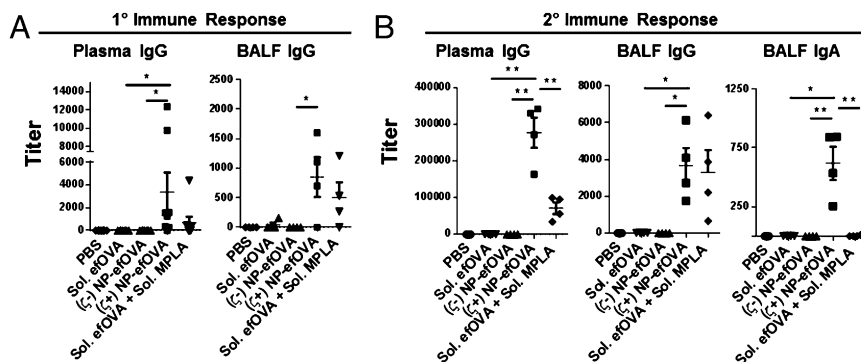 A
1° Immune Response
Plasma IgG
BALF IgG
Titer
14000
12000
10000
8000
6000
4000
2000
0
*
*
PBS
Sol. efOVA
(ζ-) NP-efOVA
(ζ+) NP-efOVA
Sol. efOVA + Sol. MPLA
2500
2000
1500
1000
500
0
*
PBS
Sol. efOVA
(ζ-) NP-efOVA
(ζ+) NP-efOVA
Sol. efOVA + Sol. MPLA
B
2° Immune Response
Plasma IgG
BALF IgG
BALF IgA
Titer
400000
300000
200000
100000
0
**
**
**
PBS
Sol. efOVA
(ζ-) NP-efOVA
(ζ+) NP-efOVA
Sol. efOVA + Sol. MPLA
8000
6000
4000
2000
0
*
*
PBS
Sol. efOVA
(ζ-) NP-efOVA
(ζ+) NP-efOVA
Sol. efOVA + Sol. MPLA
1250
750
500
250
0
*
**
**
PBS
Sol. efOVA
(ζ-) NP-efOVA
(ζ+) NP-efOVA
Sol. efOVA + Sol. MPLA